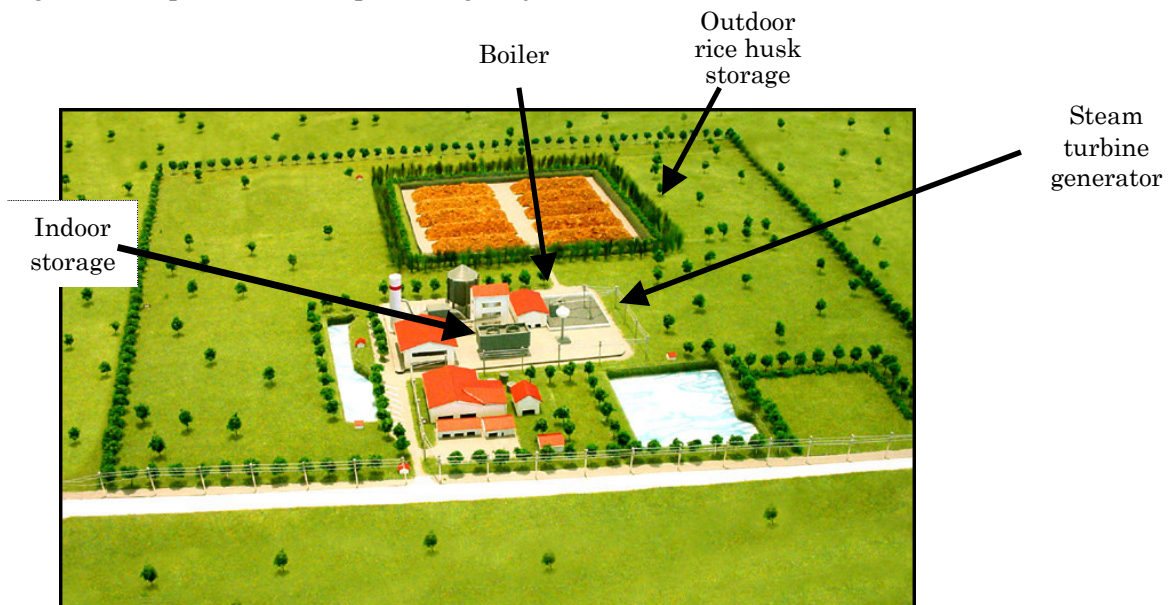 Outdoor
rice husk
storage
Boiler
Steam
turbine
generator
Indoor
storage